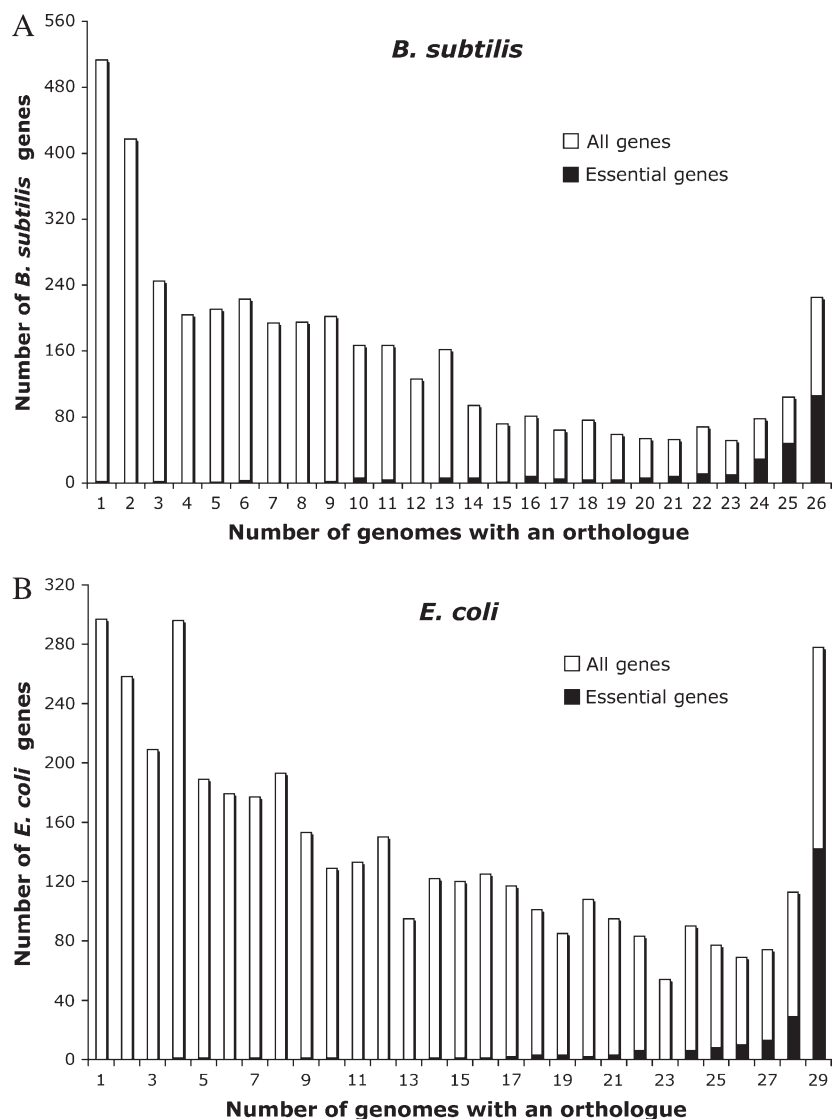 A
B. subtilis
Number of B. subtilis genes
560
480
400
320
240
160
80
0
All genes
Essential genes
1 2 3 4 5 6 7 8 9 10 11 12 13 14 15 16 17 18 19 20 21 22 23 24 25 26
Number of genomes with an orthologue
B
E. coli
Number of E. coli genes
320
280
240
200
160
120
80
40
0
All genes
Essential genes
1 3 5 7 9 11 13 15 17 19 21 23 25 27 29
Number of genomes with an orthologue